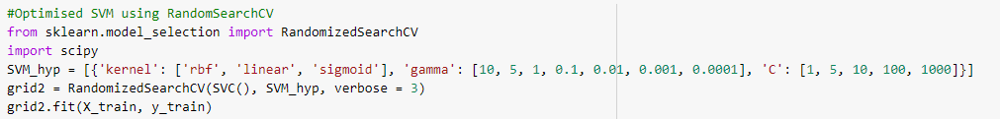 #Optimised SVM using RandomSearchCV
from sklearn.model_selection import RandomizedSearchCV
import scipy
SVM_hyp = [{'kernel': ['rbf', 'linear', 'sigmoid'], 'gamma': [10, 5, 1, 0.1, 0.01, 0.001, 0.0001], 'C': [1, 5, 10, 100, 1000]}]
grid2 = RandomizedSearchCV(SVC(), SVM_hyp, verbose = 3)
grid2.fit(X_train, y_train)